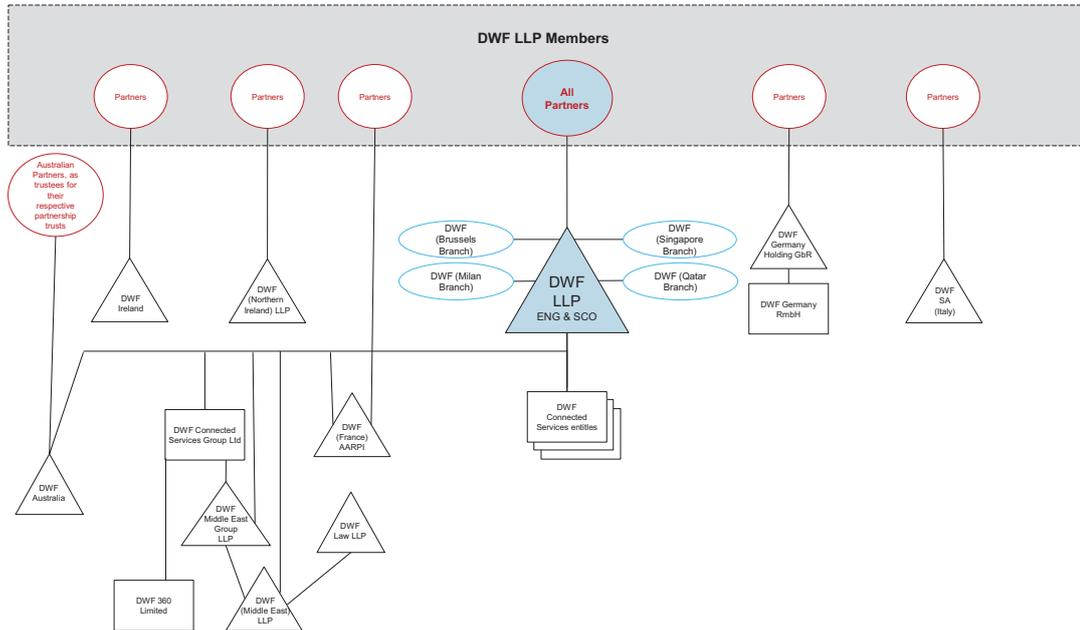 DWF LLP Members
Partners
Partners
Partners
All
Partners
Partners
Partners
Australian
Partners, as
trustees for
their
respective
partnership
trusts
DWF
(Brussels
Branch)
DWF
(Singapore
Branch)
DWF (Milan
Branch)
DWF (Qatar
Branch)
DWF
LLP
ENG & SCO
DWF
Germany
Holding GbR
DWF Germany
RmbH
DWF
Ireland
DWF
(Northern
Ireland) LLP
DWF
SA
(Italy)
DWF Connected
Services Group Ltd
DWF
(France)
AARPI
DWF
Connected
Services entities
DWF
Australia
DWF
Middle East
Group
LLP
DWF
Law LLP
DWF 360
Limited
DWF
(Middle East)
LLP